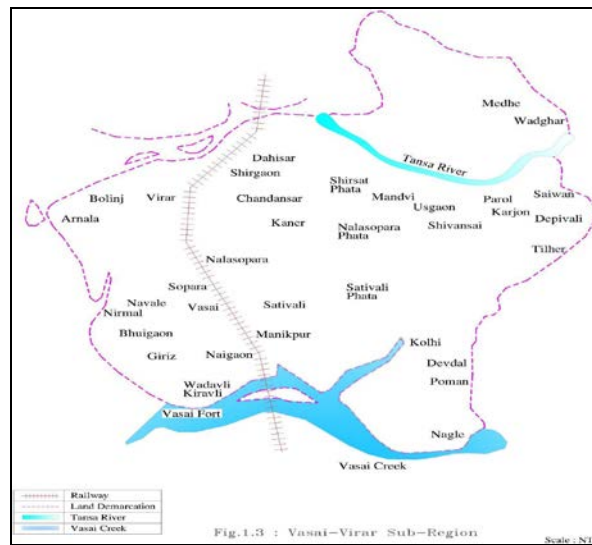 Medhe
Wadghar
Tansa River
Dahisar
Shirgaon
Shirsat
Phata
Saiwan
Bolinj
Virar
Chandansar
Mandvi
Parol
Usgaon
Karjon
Arnala
Kaner
Nalasopara
Phata
Shivansai
Depivali
Tilher
Nalasopara
Sopara
Sativali
Phata
Navale
Vasai
Sativali
Nirmal
Bhuigaon
Manikpur
Kolhi
Giriz
Naigaon
Devdal
Wadavli
Kiravli
Poman
Vasai Fort
Nagle
Vasai Creek
Railway
Land Demarcation
Tansa River
Vasai Creek
Fig.1.3 : Vasai-Virar Sub-Region
Scale : NT